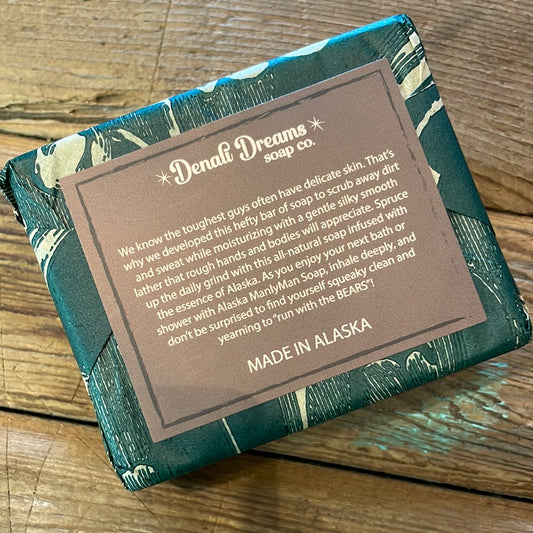 Denali Dreams
soap co.
We know the toughest guys often have delicate skin. That's
why we developed this hefty bar of soap to scrub away dirt
and sweat while moisturizing with a gentle silky smooth
lather that rough hands and bodies will appreciate. Spruce
up the daily grind with this all-natural soap infused with
the essence of Alaska. As you enjoy your next bath or
shower with Alaska ManlyMan Soap, inhale deeply, and
don't be surprised to find yourself squeaky clean and
yearning to "run with the BEARS"!
MADE IN ALASKA